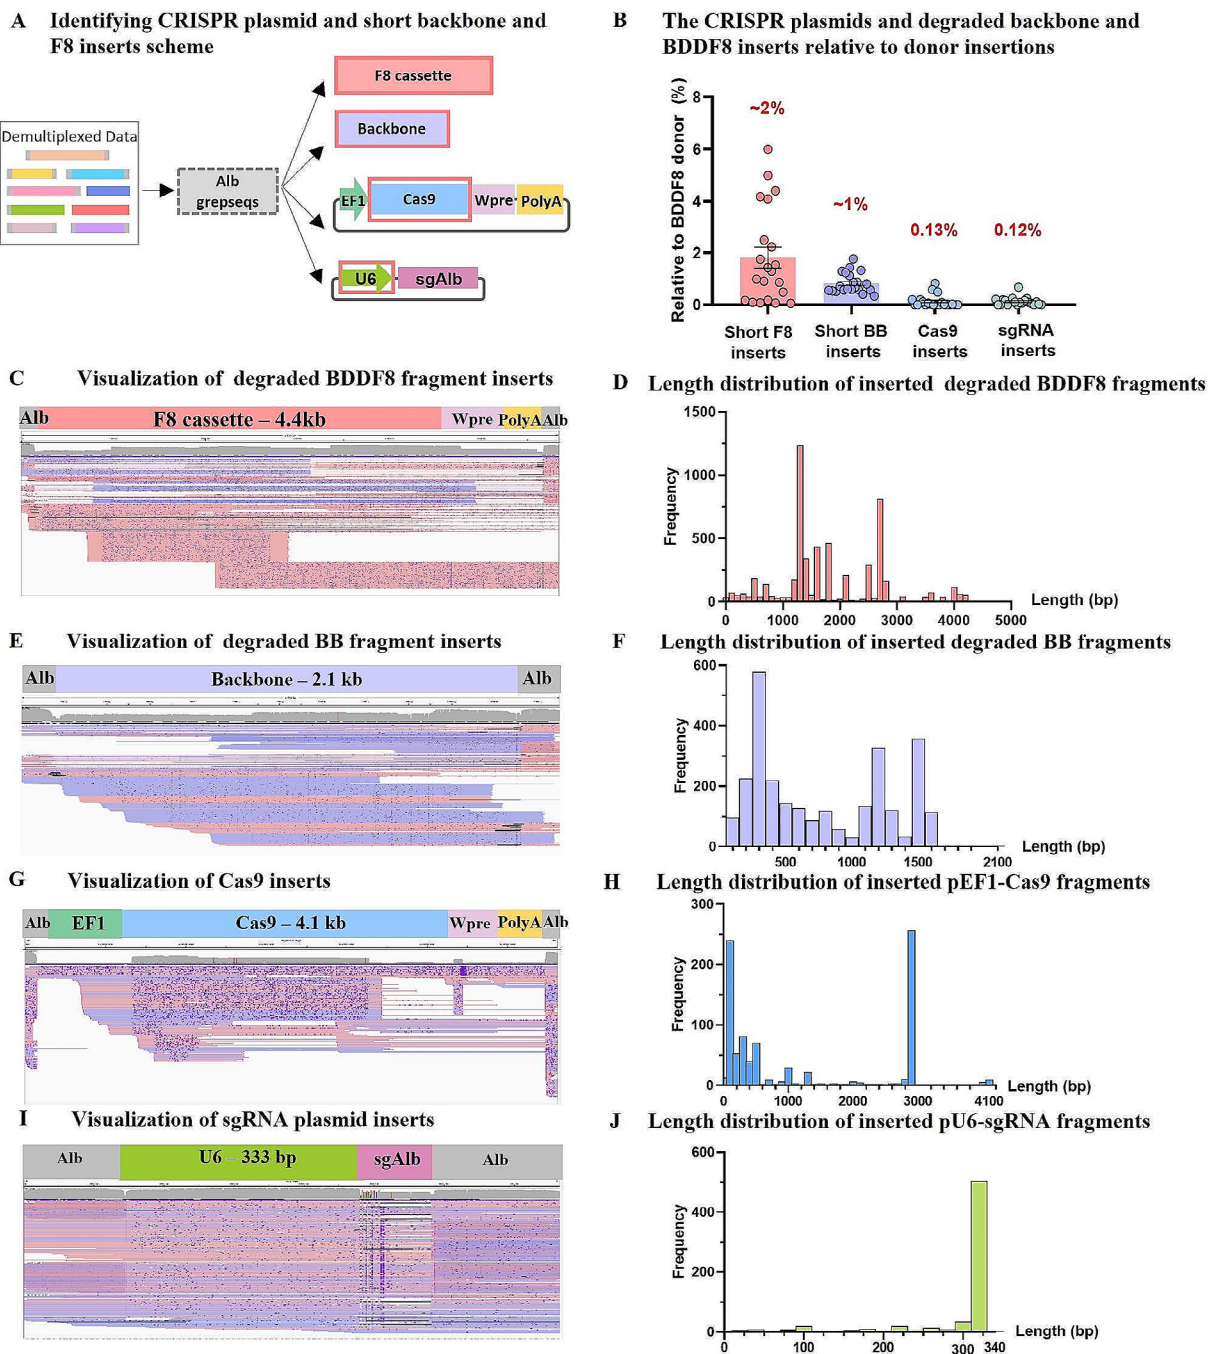 A Identifying CRISPR plasmid and short backbone and
F8 inserts scheme
Demultiplexed Data
Alb
grepseqs
F8 cassette
Backbone
EF1 Cas9 Wpre PolyA
U6 sgAlb
B The CRISPR plasmids and degraded backbone and
BDDF8 inserts relative to donor insertions
Relative to BDDF8 donor (%)
8
6
4
2
0
~2%
~1%
0.13%
0.12%
Short F8
inserts
Short BB
inserts
Cas9
inserts
sgRNA
inserts
C Visualization of degraded BDDF8 fragment inserts
Alb F8 cassette – 4.4kb Wpre PolyA Alb
D Length distribution of inserted degraded BDDF8 fragments
Frequency
1500
1000
500
0
0 1000 2000 3000 4000 5000
Length (bp)
E Visualization of degraded BB fragment inserts
Alb Backbone – 2.1 kb Alb
F Length distribution of inserted degraded BB fragments
Frequency
600
400
200
0
500 1000 1500 2100
Length (bp)
G Visualization of Cas9 inserts
Alb EF1 Cas9 – 4.1 kb Wpre PolyA Alb
H Length distribution of inserted pEF1-Cas9 fragments
Frequency
300
200
100
0
0 1000 2000 3000 4100
Length (bp)
I Visualization of sgRNA plasmid inserts
Alb U6 – 333 bp sgAlb Alb
J Length distribution of inserted pU6-sgRNA fragments
Frequency
600
400
200
0
0 100 200 300 340
Length (bp)